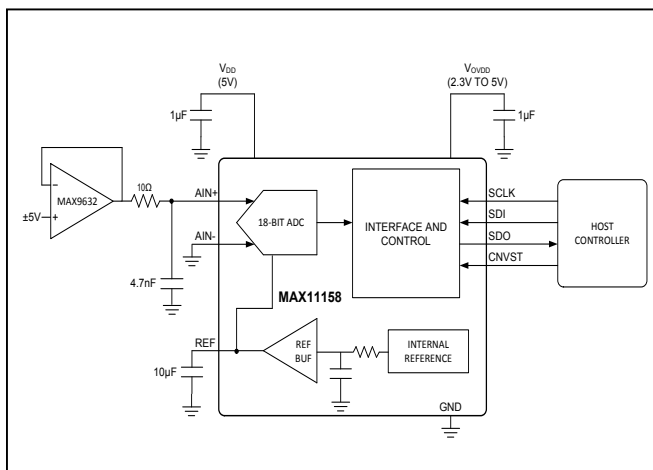 VDD
(5V)
VOVDD
(2.3V TO 5V)
1µF
1µF
MAX9632
-
+
±5V
10Ω
AIN+
AIN-
4.7nF
18-BIT ADC
INTERFACE AND
CONTROL
SCLK
SDI
SDO
CNVST
HOST
CONTROLLER
MAX11158
REF
10µF
REF
BUF
INTERNAL
REFERENCE
GND